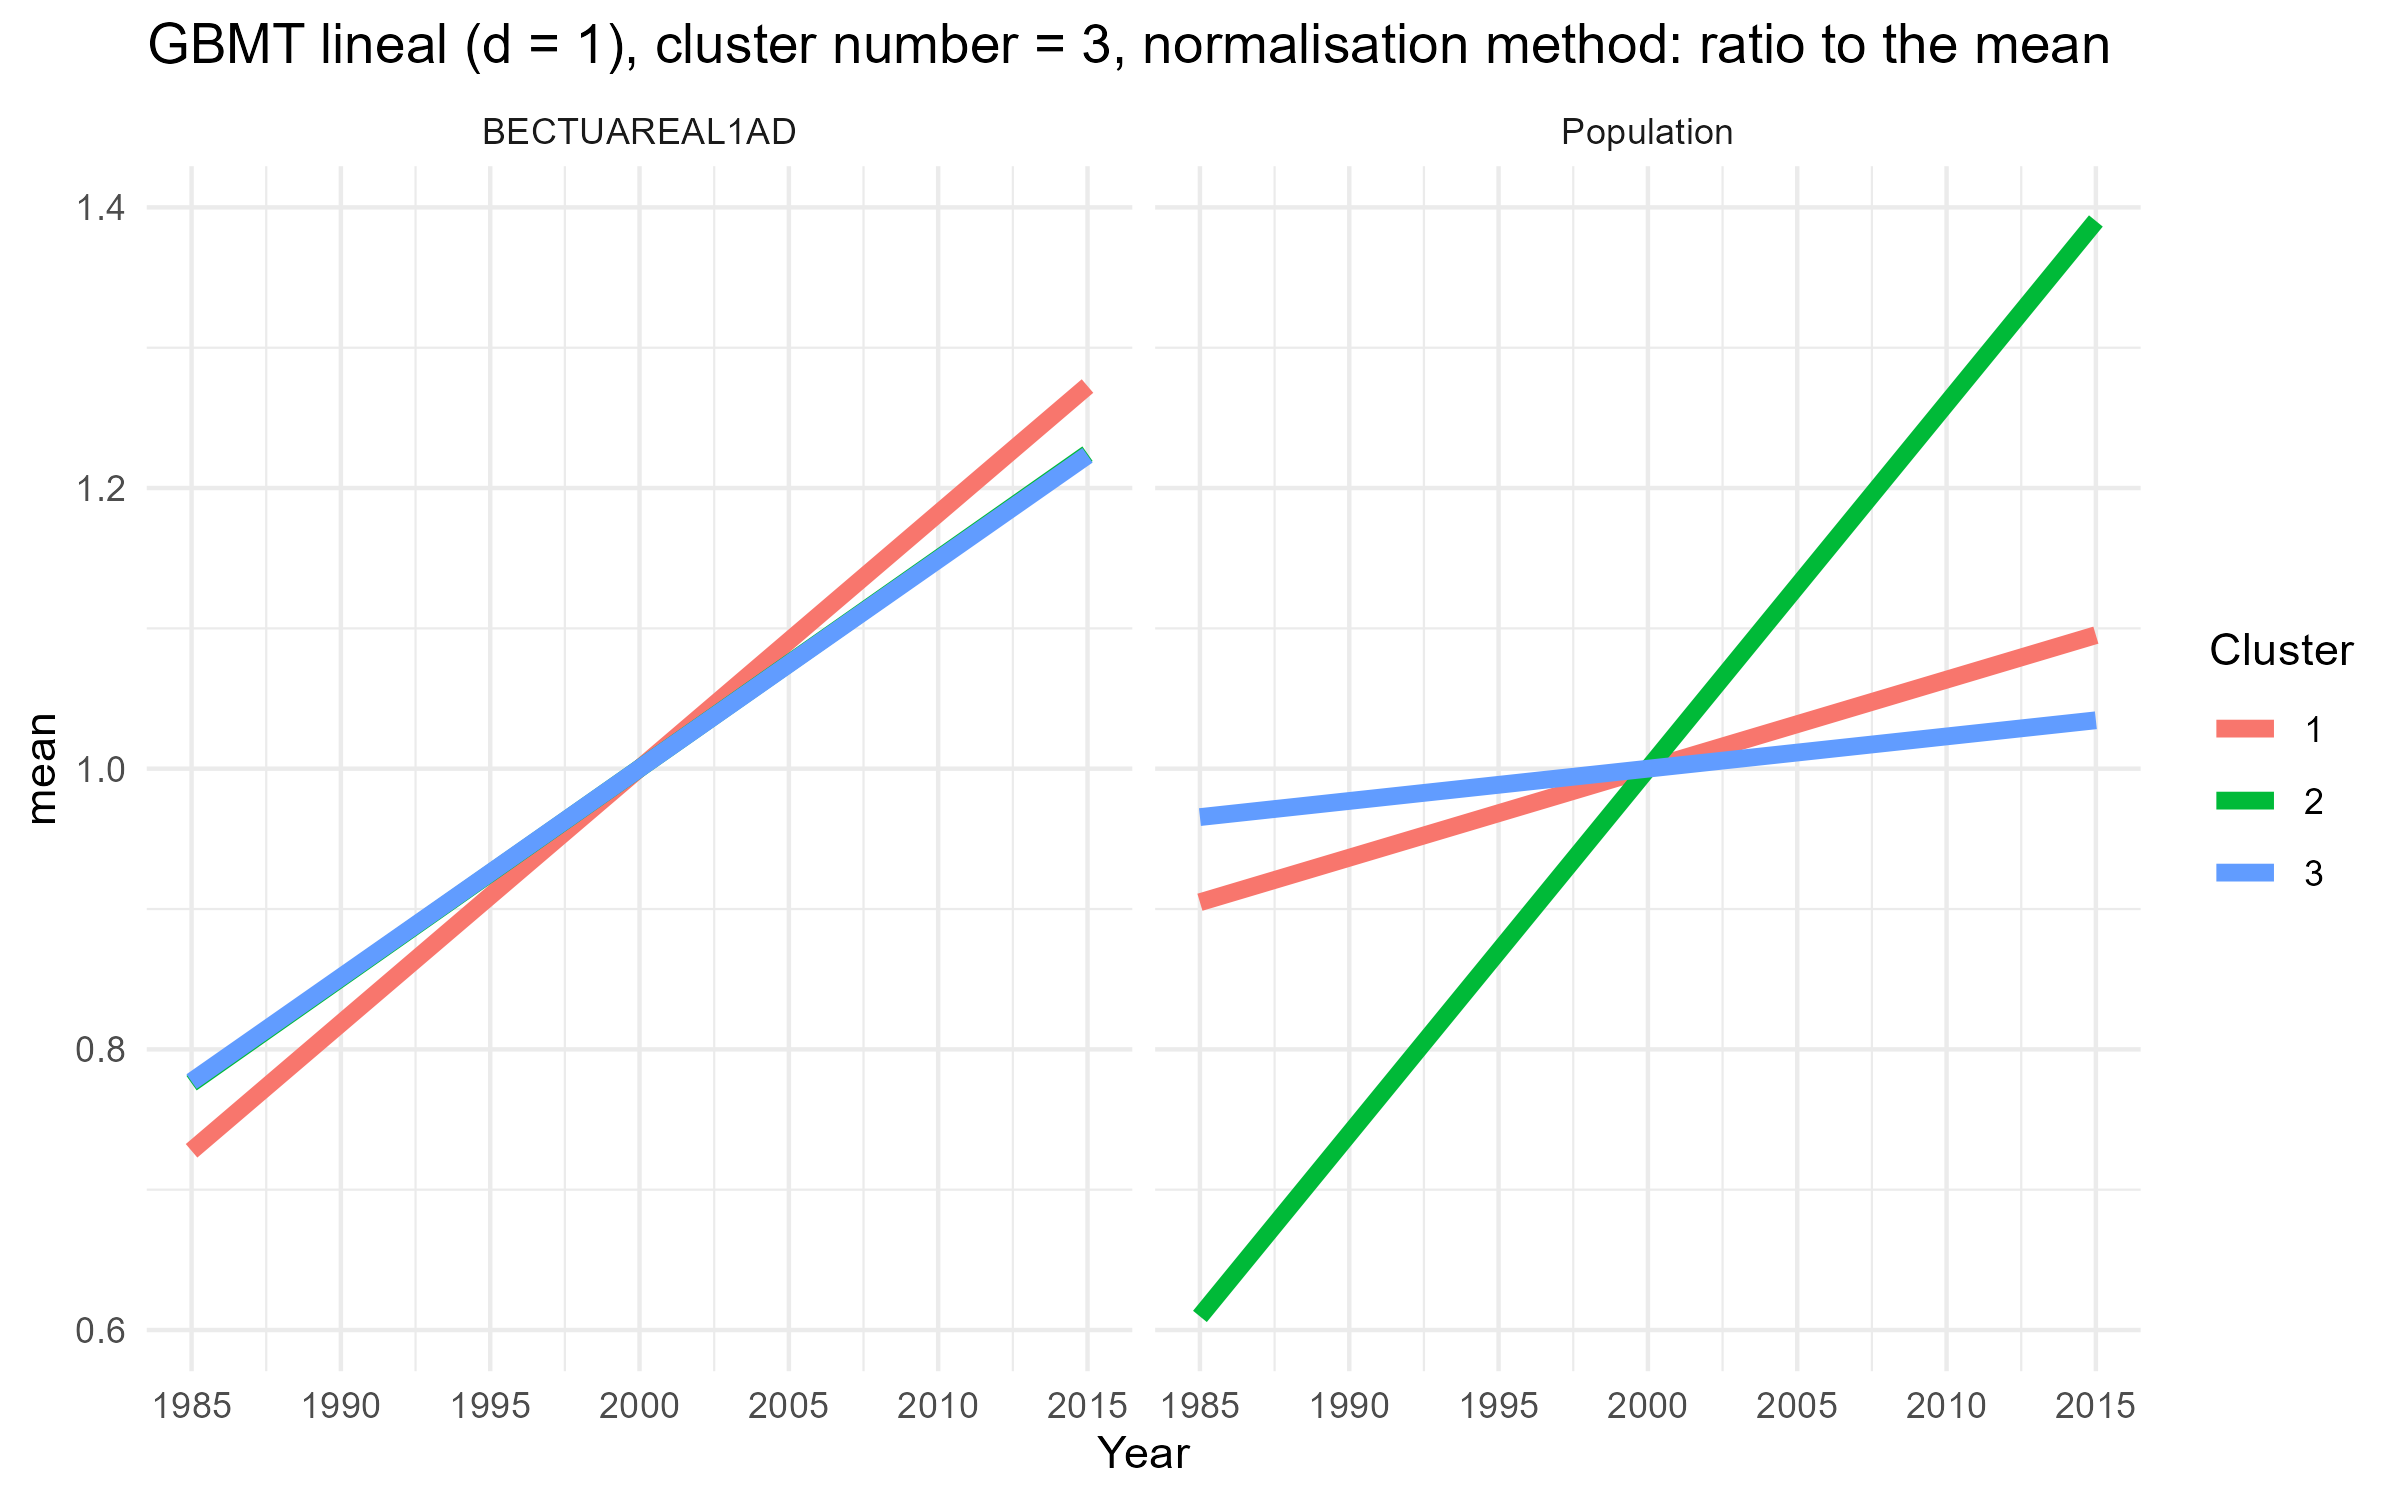 GBMT lineal (d = 1), cluster number = 3, normalisation method: ratio to the mean
BECTUAREAL1AD
Population
1.4
1.2
1.0
0.8
0.6
mean
1985 1990 1995 2000 2005 2010 2015
1985 1990 1995 2000 2005 2010 2015
Year
Cluster
1
2
3